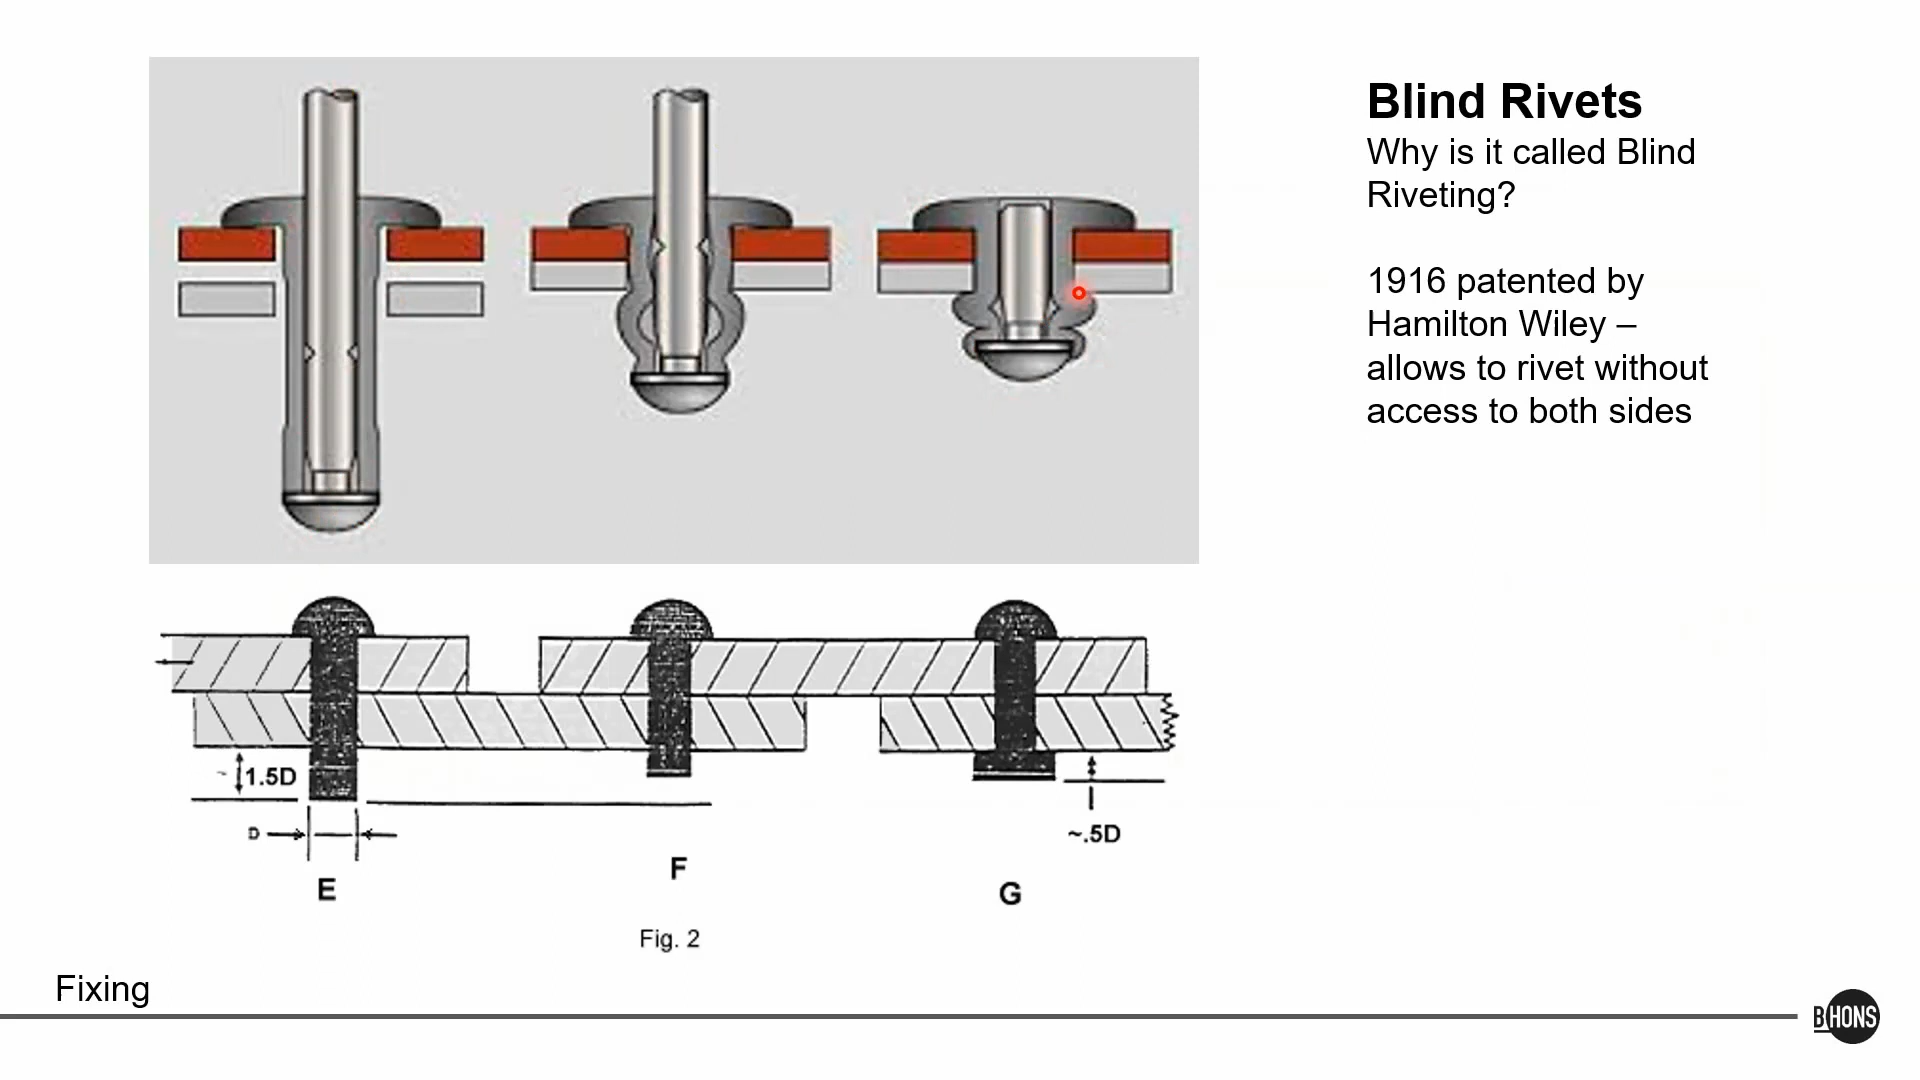 Blind Rivets
Why is it called Blind
Riveting?
1916 patented by
Hamilton Wiley –
allows to rivet without
access to both sides
~ 1.5D
D
~.5D
E
F
G
Fig. 2
Fixing
B HONS